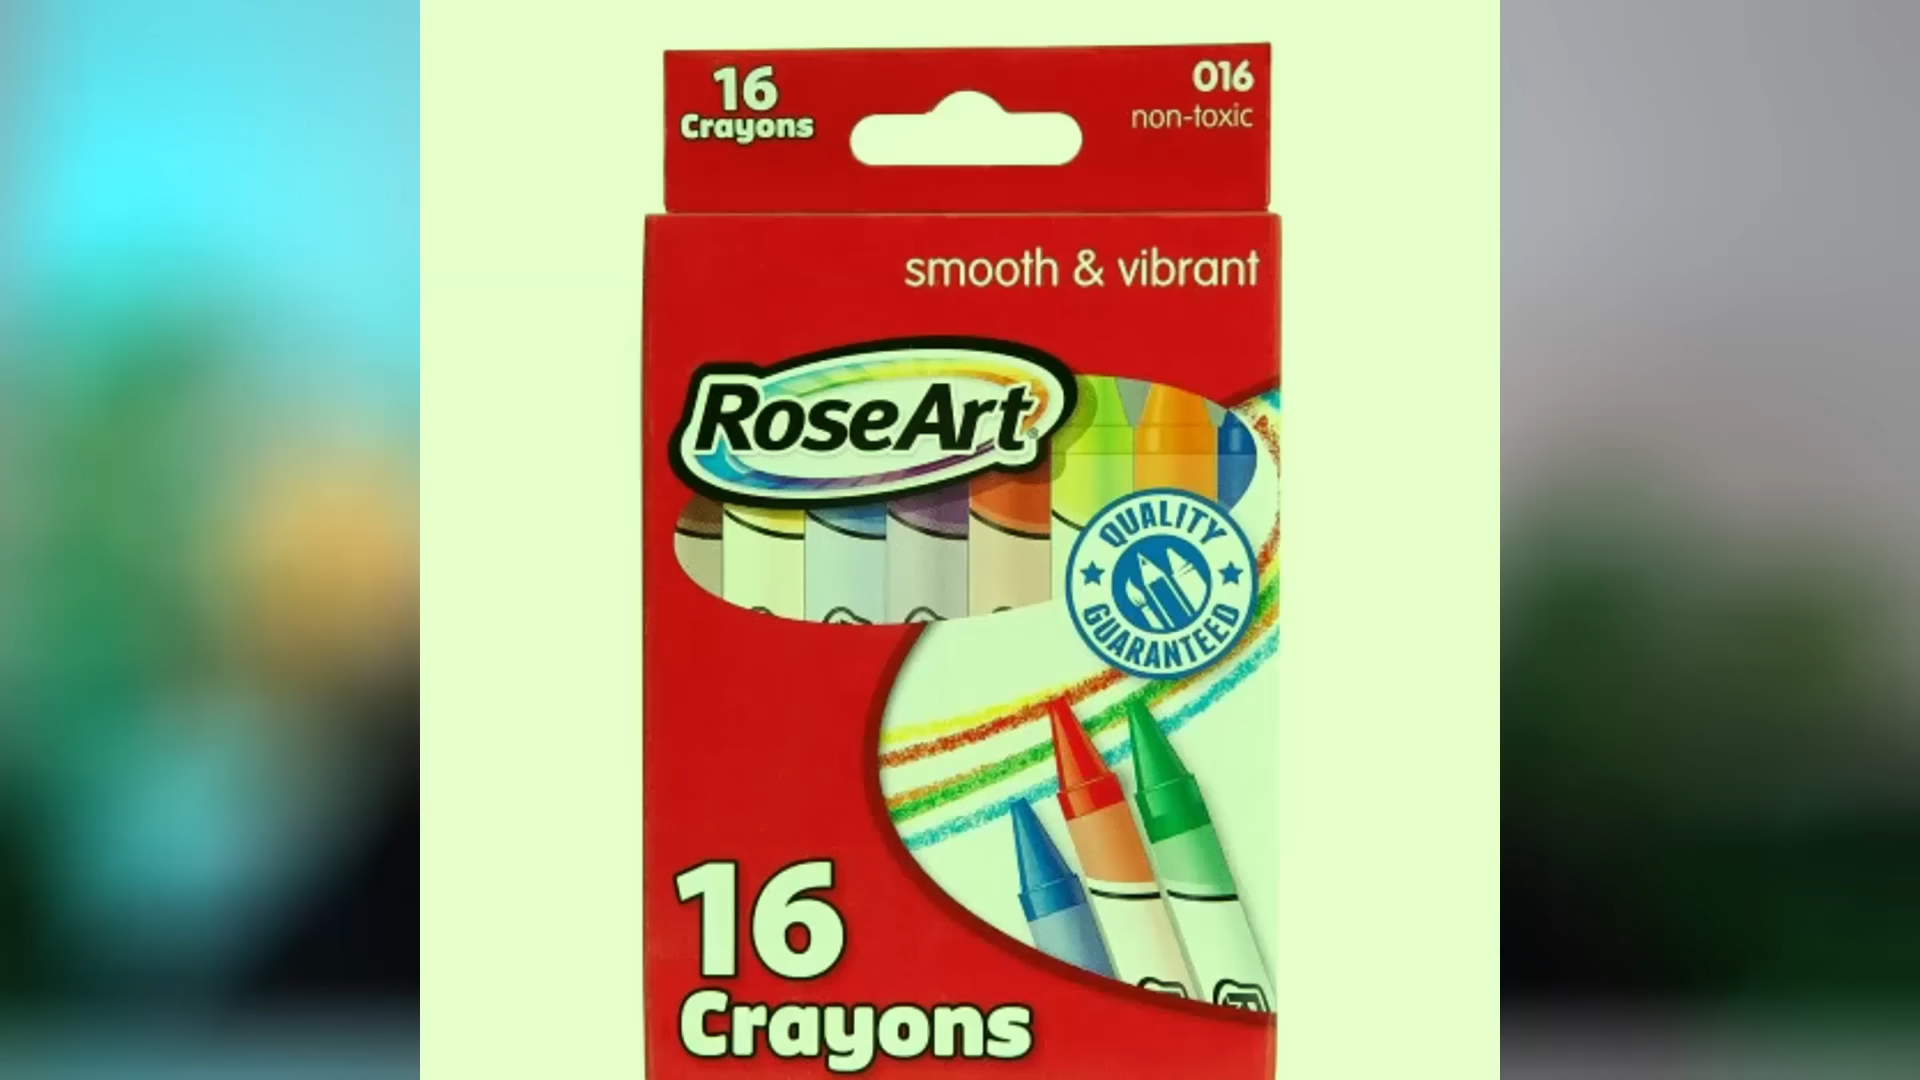 16
Crayons
016
non-toxic
smooth & vibrant
RoseArt
QUALITY
GUARANTEED
16
Crayons